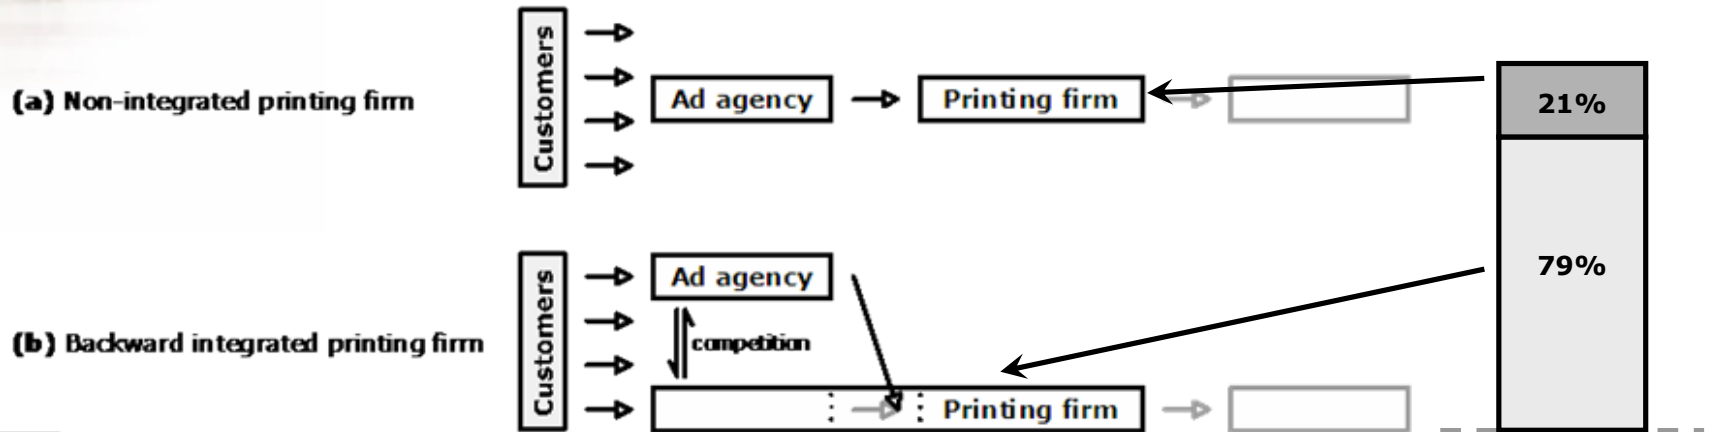 (a) Non-integrated printing firm
Customers
Ad agency
Printing firm
21%
79%
(b) Backward integrated printing firm
Customers
Ad agency
competition
Printing firm